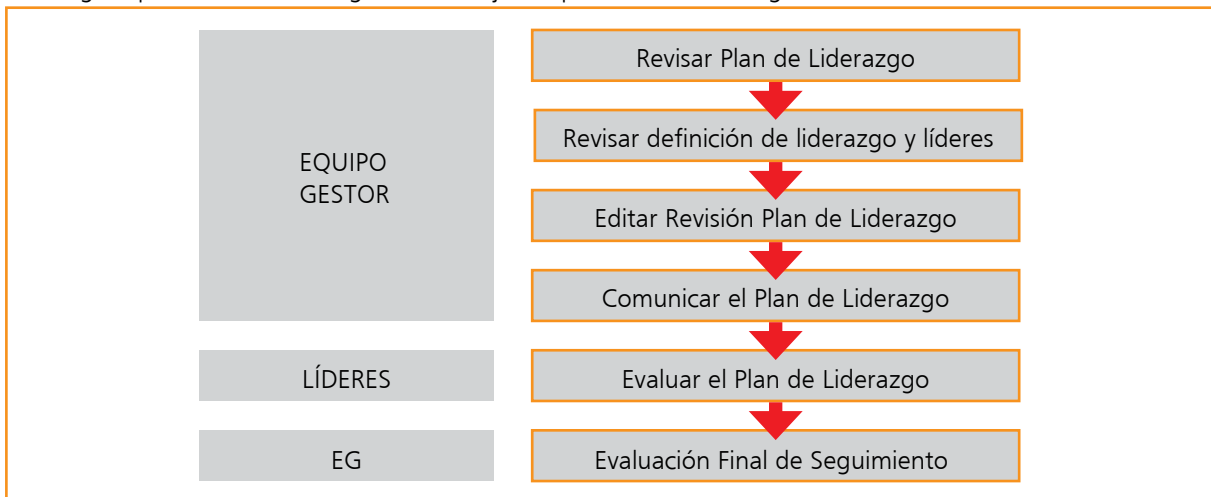 Revisar Plan de Liderazgo
Revisar definición de liderazgo y líderes
EQUIPO
GESTOR
Editar Revisión Plan de Liderazgo
Comunicar el Plan de Liderazgo
LÍDERES
Evaluar el Plan de Liderazgo
EG
Evaluación Final de Seguimiento